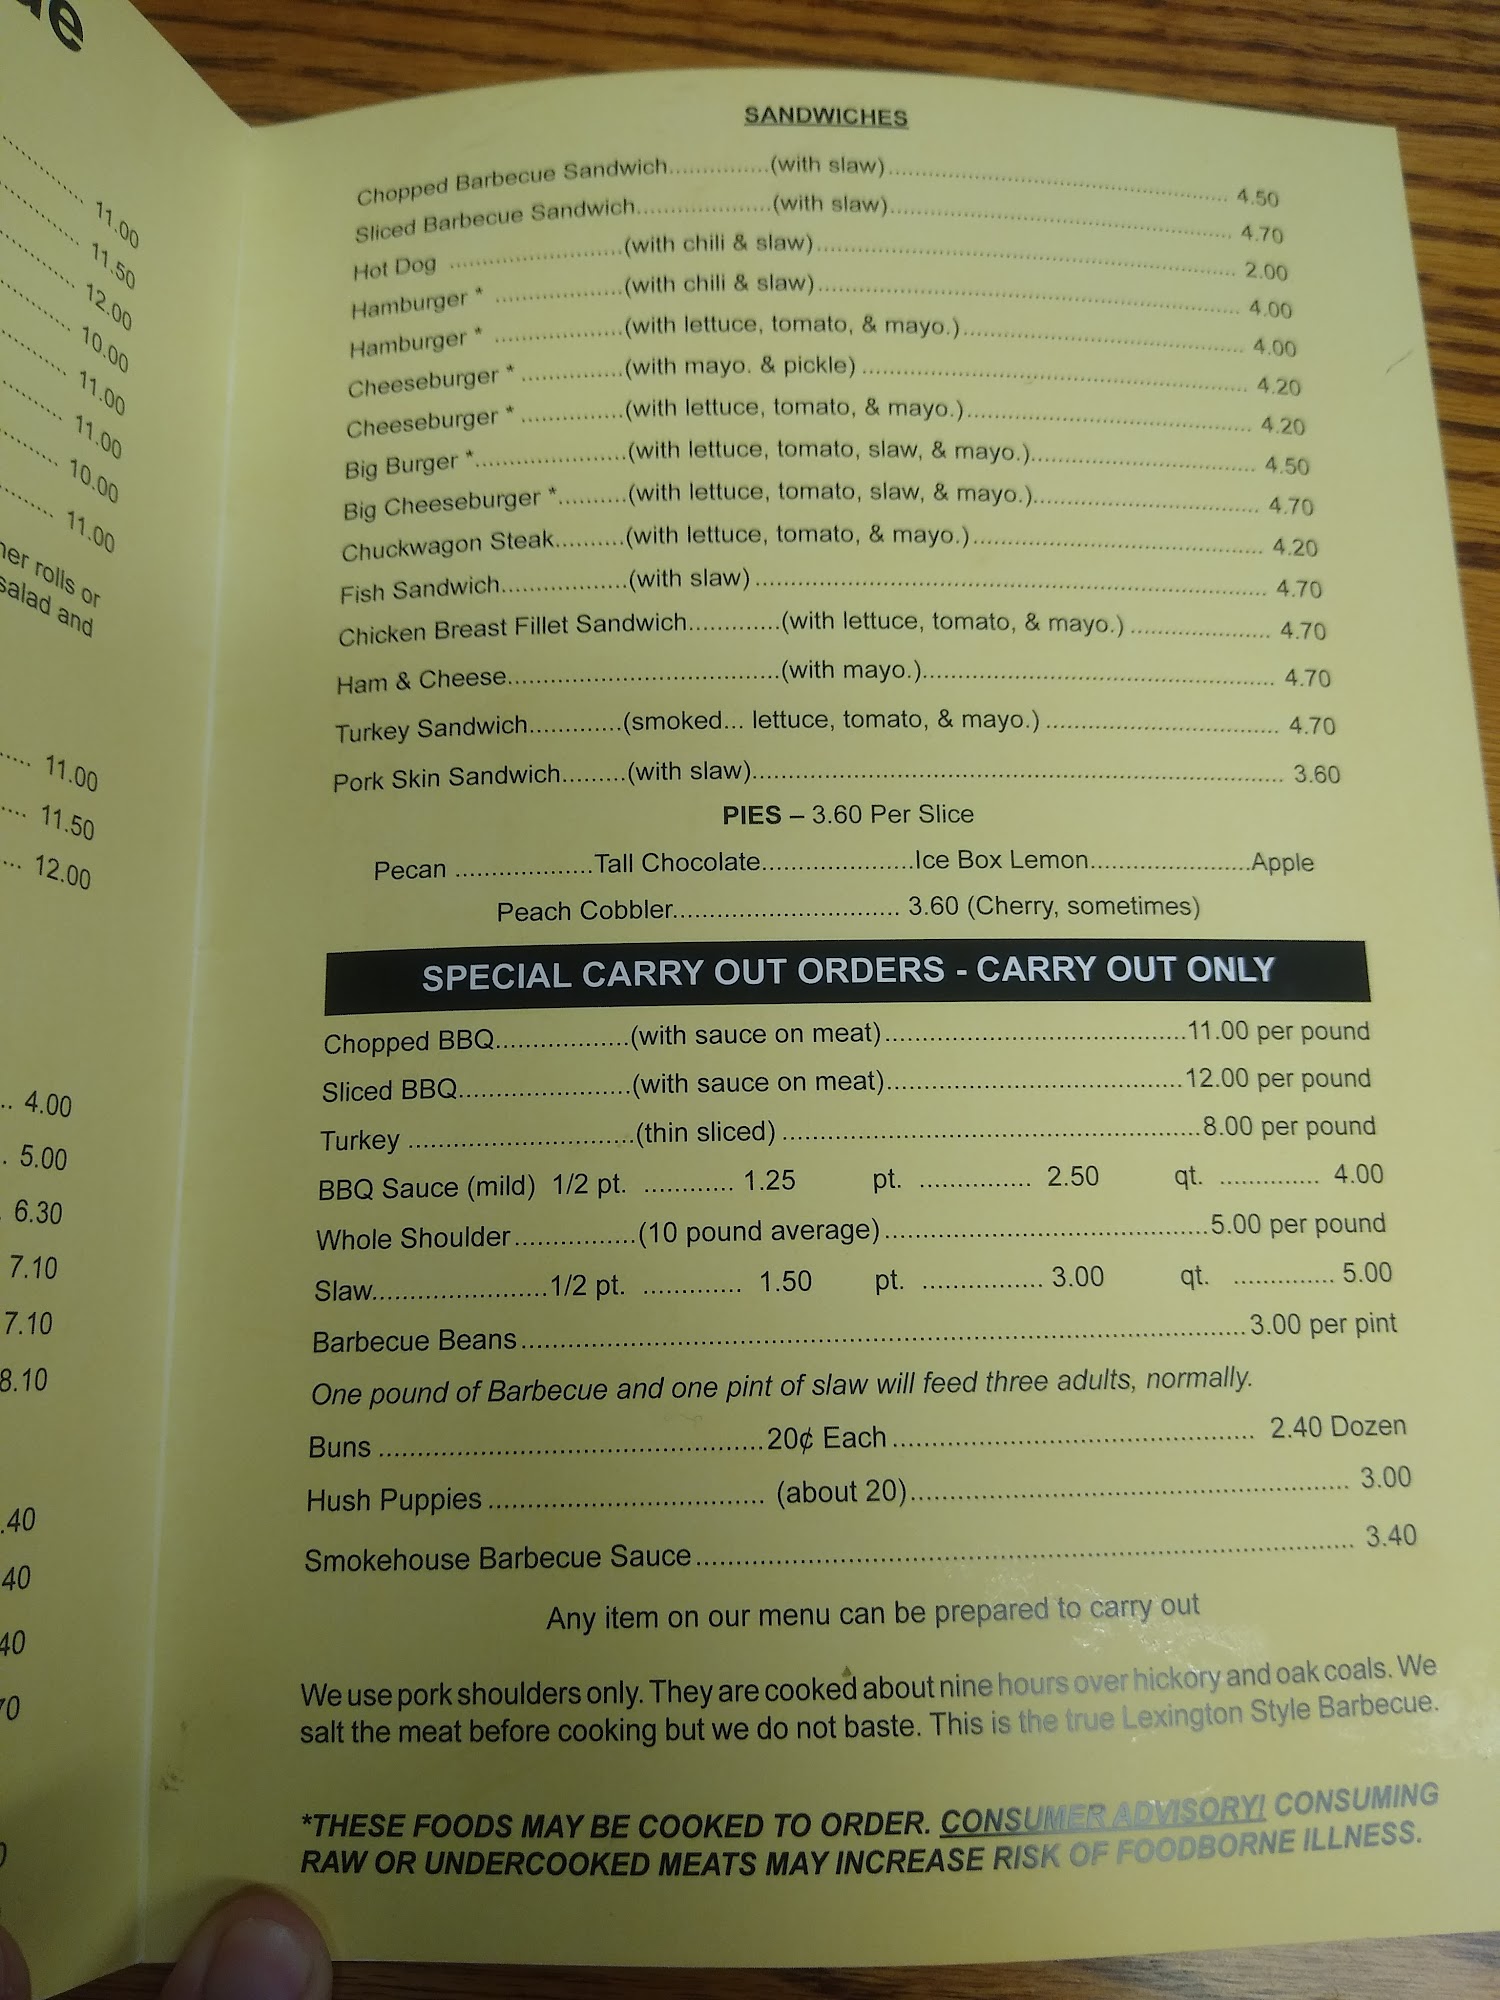 ue
11.00
11.50
12.00
10.00
11.00
11.00
10.00
11.00
rolls or
salad and
11.00
11.50
12.00
4.00
5.00
6.30
7.10
7.10
8.10
.40
40
40
70
SANDWICHES
Chopped Barbecue Sandwich..............(with slaw)............................................... 4.50
Sliced Barbecue Sandwich...................(with slaw)............................................... 4.70
Hot Dog ........................(with chili & slaw).......................................................... 2.00
Hamburger * ..................(with chili & slaw).......................................................... 4.00
Hamburger * ..................(with lettuce, tomato, & mayo.)....................................... 4.00
Cheeseburger * ..............(with mayo. & pickle) ..................................................... 4.20
Cheeseburger * ..............(with lettuce, tomato, & mayo.)....................................... 4.20
Big Burger *.....................(with lettuce, tomato, slaw, & mayo.).............................. 4.50
Big Cheeseburger *..........(with lettuce, tomato, slaw, & mayo.).............................. 4.70
Chuckwagon Steak..........(with lettuce, tomato, & mayo.)....................................... 4.20
Fish Sandwich..................(with slaw) ..................................................................... 4.70
Chicken Breast Fillet Sandwich.............(with lettuce, tomato, & mayo.) ................... 4.70
Ham & Cheese......................................(with mayo.)................................................ 4.70
Turkey Sandwich.............(smoked... lettuce, tomato, & mayo.) ................................ 4.70
Pork Skin Sandwich.........(with slaw)........................................................................ 3.60
PIES – 3.60 Per Slice
Pecan ...................Tall Chocolate.....................Ice Box Lemon......................Apple
Peach Cobbler............................... 3.60 (Cherry, sometimes)
SPECIAL CARRY OUT ORDERS - CARRY OUT ONLY
Chopped BBQ..................(with sauce on meat).........................................11.00 per pound
Sliced BBQ........................(with sauce on meat).........................................12.00 per pound
Turkey ...............................(thin sliced) .........................................................8.00 per pound
BBQ Sauce (mild) 1/2 pt. ............ 1.25 pt. ............... 2.50 qt. .............. 4.00
Whole Shoulder................(10 pound average)............................................5.00 per pound
Slaw........................1/2 pt. ............. 1.50 pt. ................ 3.00 qt. .............. 5.00
Barbecue Beans...................................................................................................3.00 per pint
One pound of Barbecue and one pint of slaw will feed three adults, normally.
Buns .....................................................20¢ Each................................................. 2.40 Dozen
Hush Puppies ...................................... (about 20)............................................................ 3.00
Smokehouse Barbecue Sauce......................................................................................... 3.40
Any item on our menu can be prepared to carry out
We use pork shoulders only. They are cooked about nine hours over hickory and oak coals. We
salt the meat before cooking but we do not baste. This is the true Lexington Style Barbecue.
*THESE FOODS MAY BE COOKED TO ORDER. CONSUMER ADVISORY! CONSUMING
RAW OR UNDERCOOKED MEATS MAY INCREASE RISK OF FOODBORNE ILLNESS.